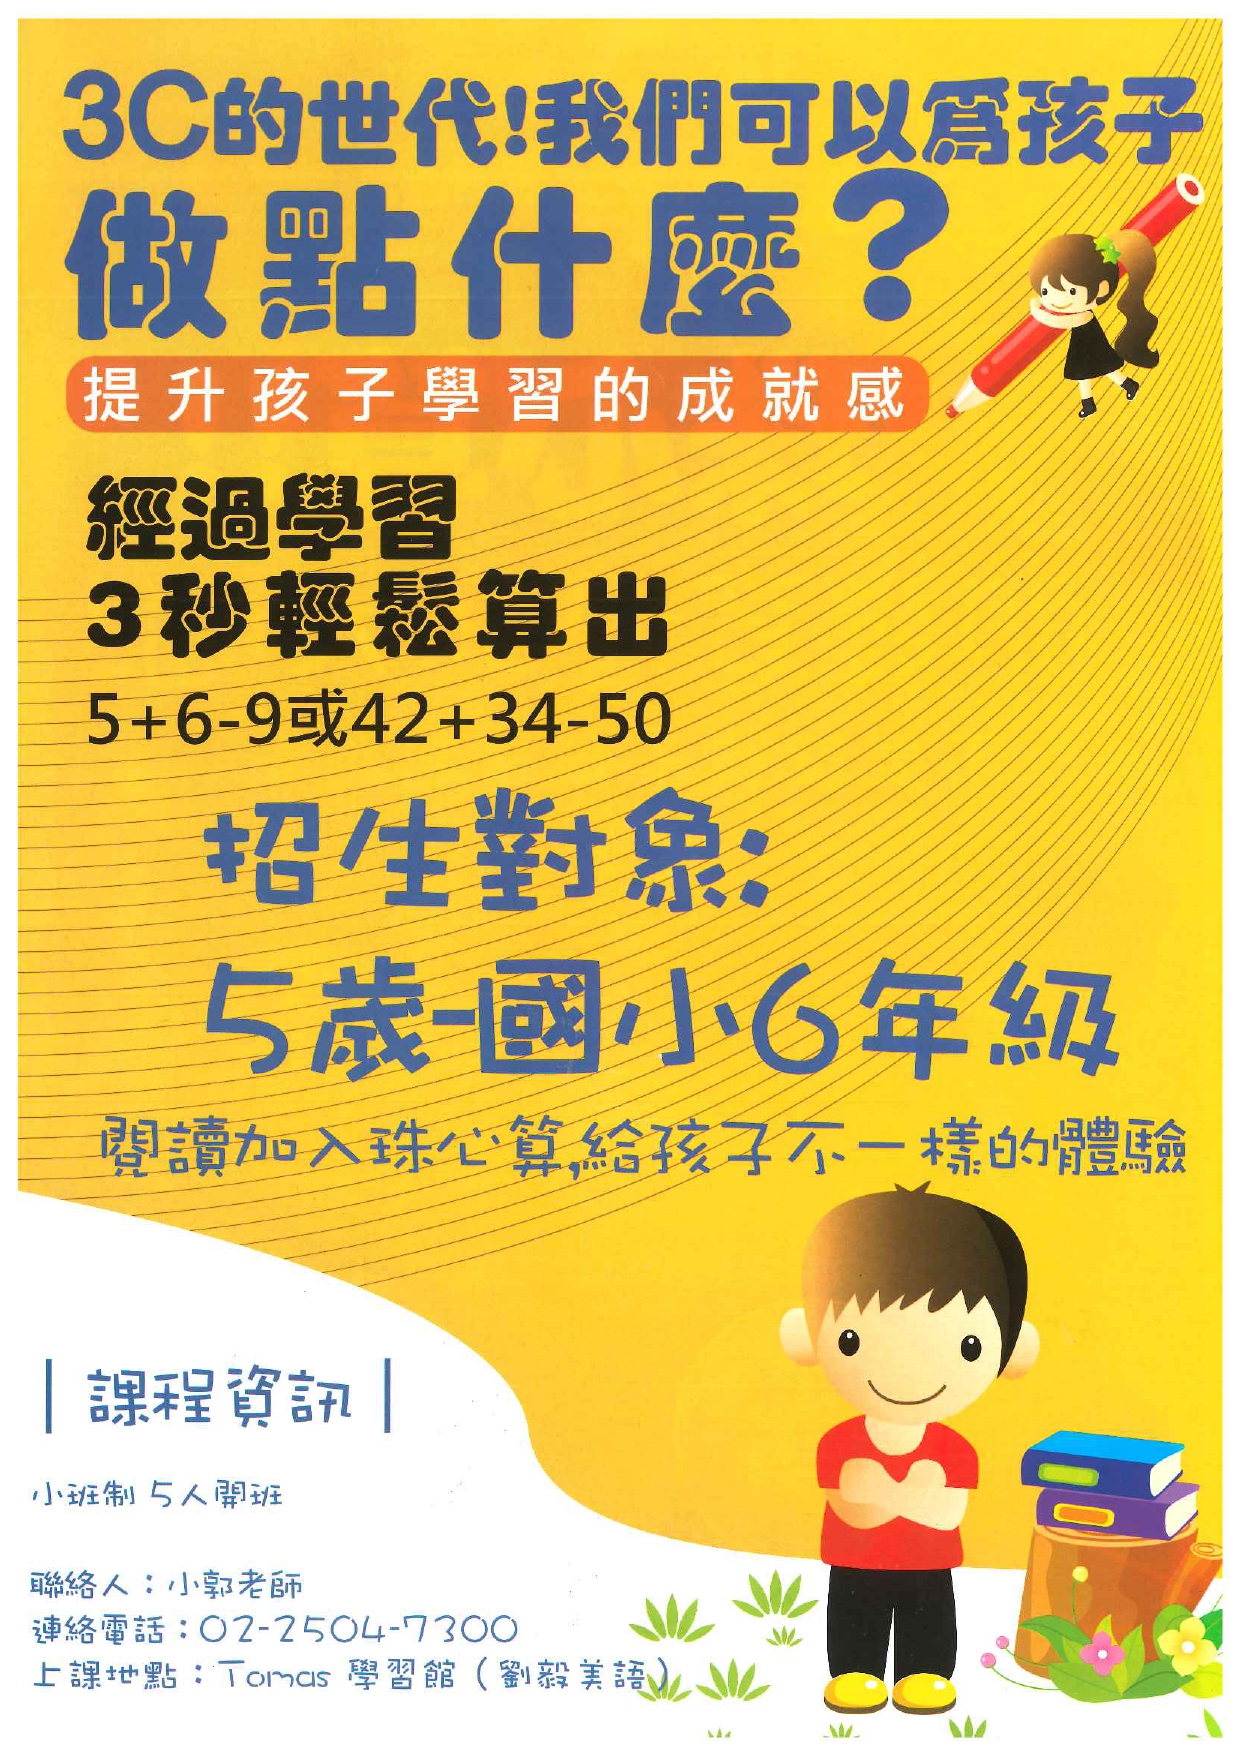 3C的世代!我們可以為孩子
做點什麼?
提升孩子學習的成就感
經過學習
3秒輕鬆算出
5+6-9或42+34-50
招生對象:
5歲-國小6年級
閱讀加入珠心算,給孩子不一樣的體驗
|課程資訊|
小班制 5人開班
聯絡人：小郭老師
連絡電話：02-2504-7300
上課地點：Tomas 學習館（劉毅美語）